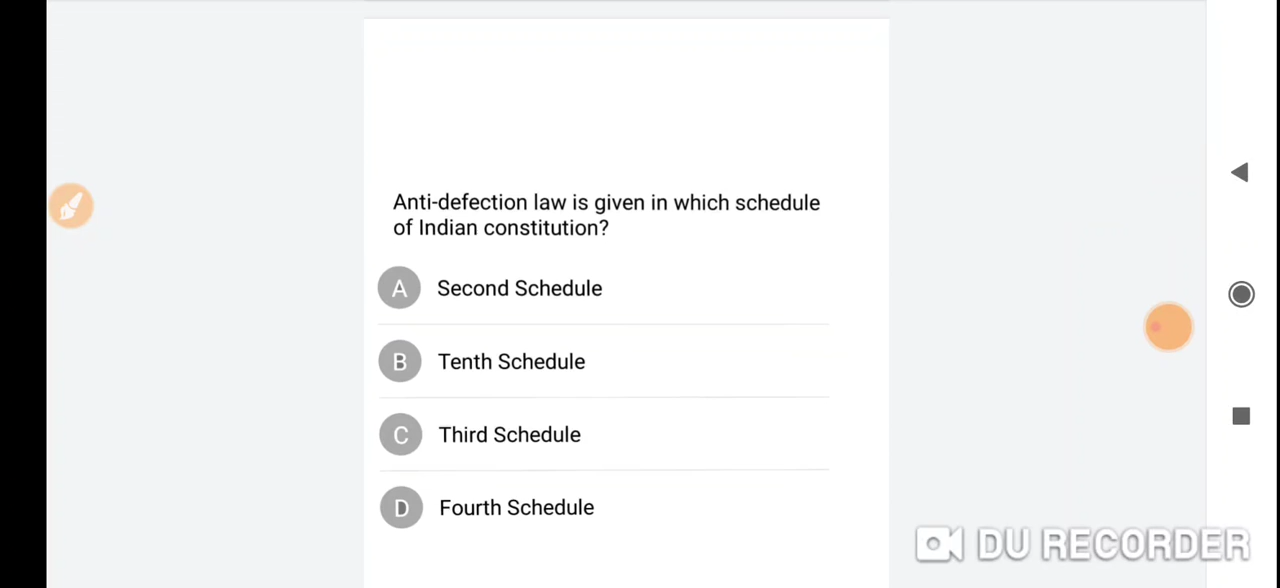 Anti-defection law is given in which schedule
of Indian constitution?
A Second Schedule
B Tenth Schedule
C Third Schedule
D Fourth Schedule
DU RECORDER